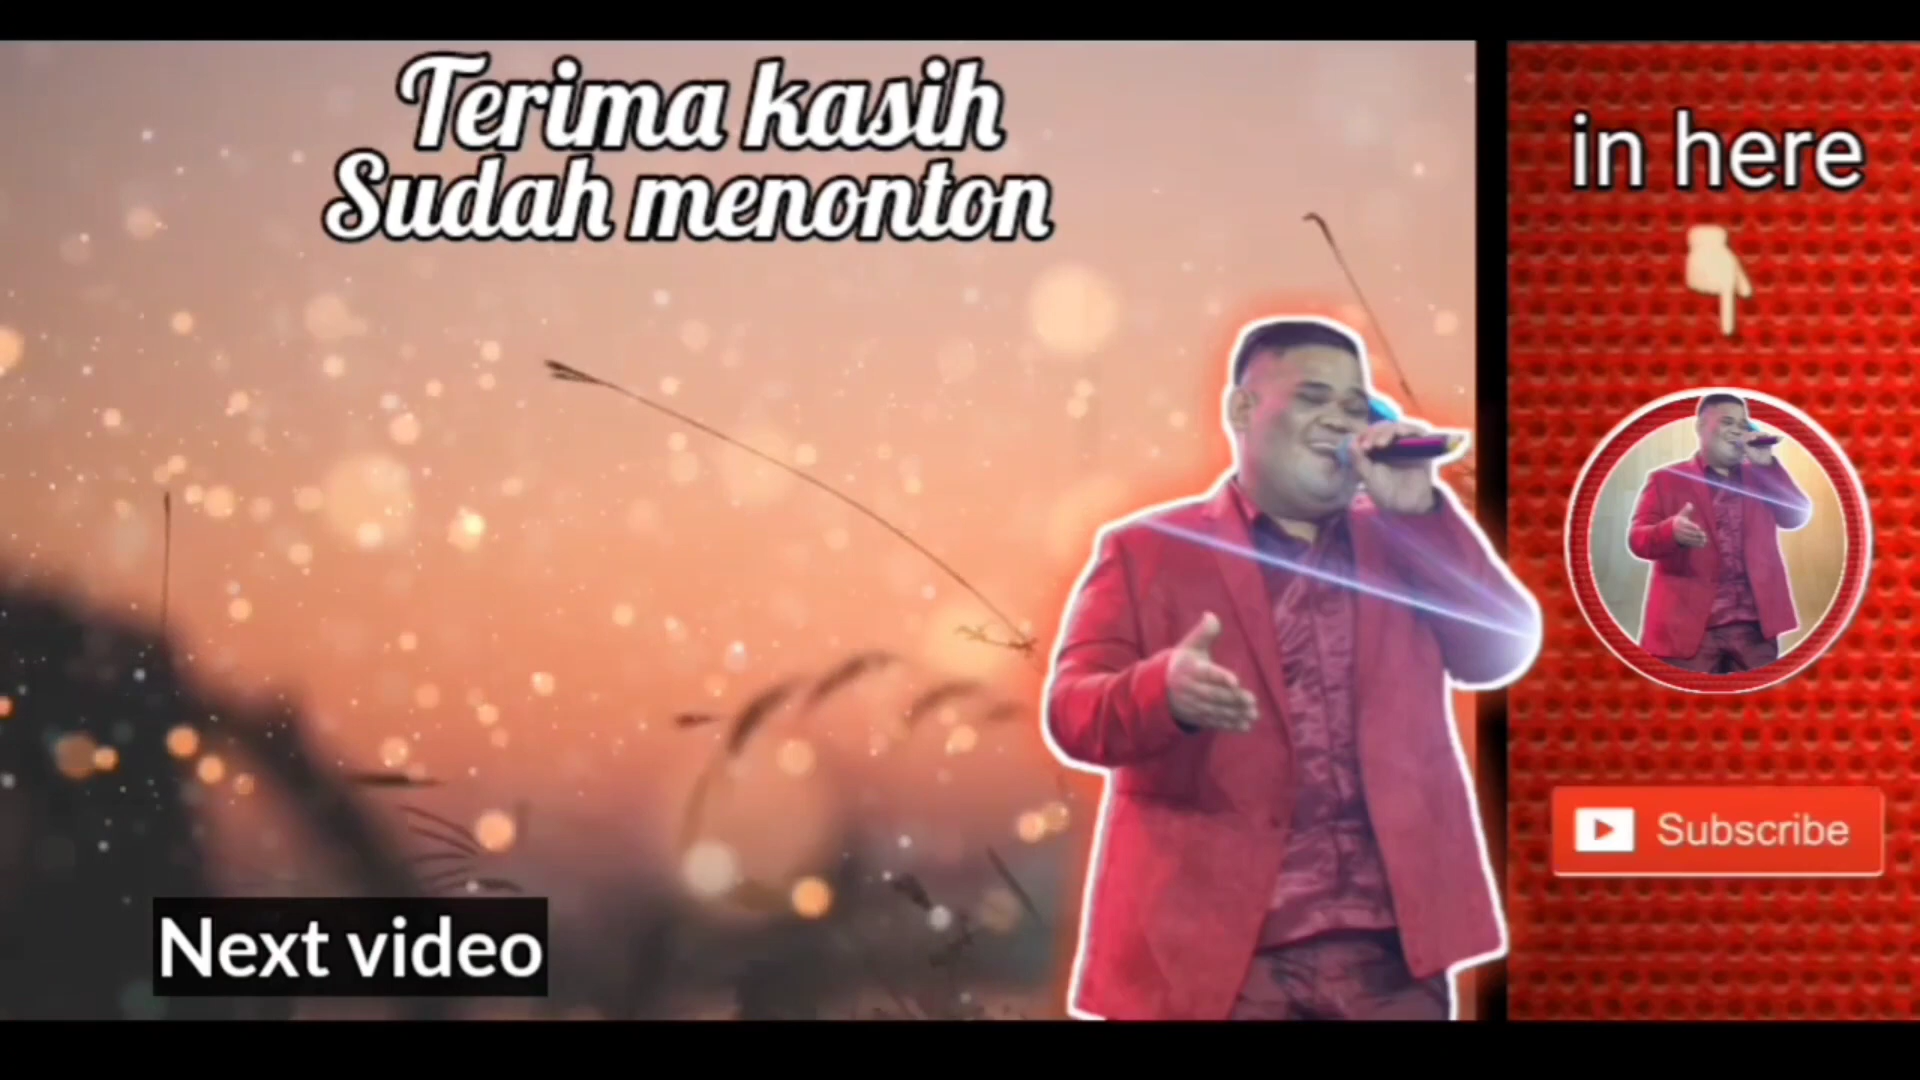 Terima kasih
Sudah menonton
in here
Subscribe
Next video